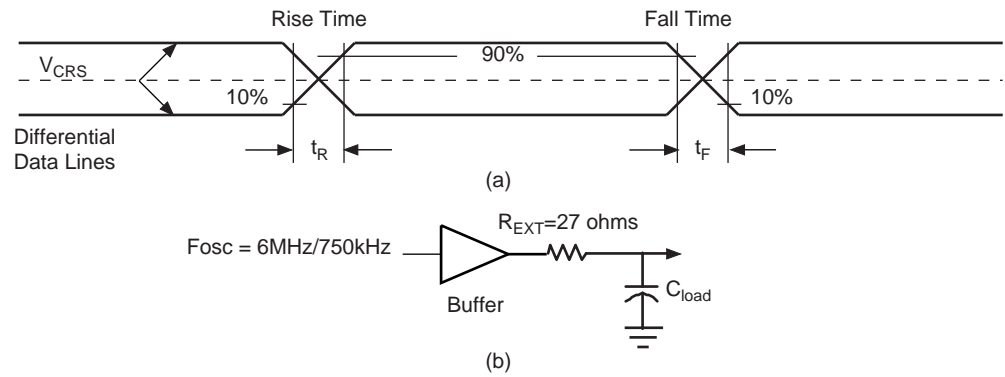 Rise Time Fall Time
V_CRS
90%
10% 10%
Differential
Data Lines
t_R t_F
(a)
R_EXT=27 ohms
Fosc = 6MHz/750kHz
C_load
Buffer
(b)